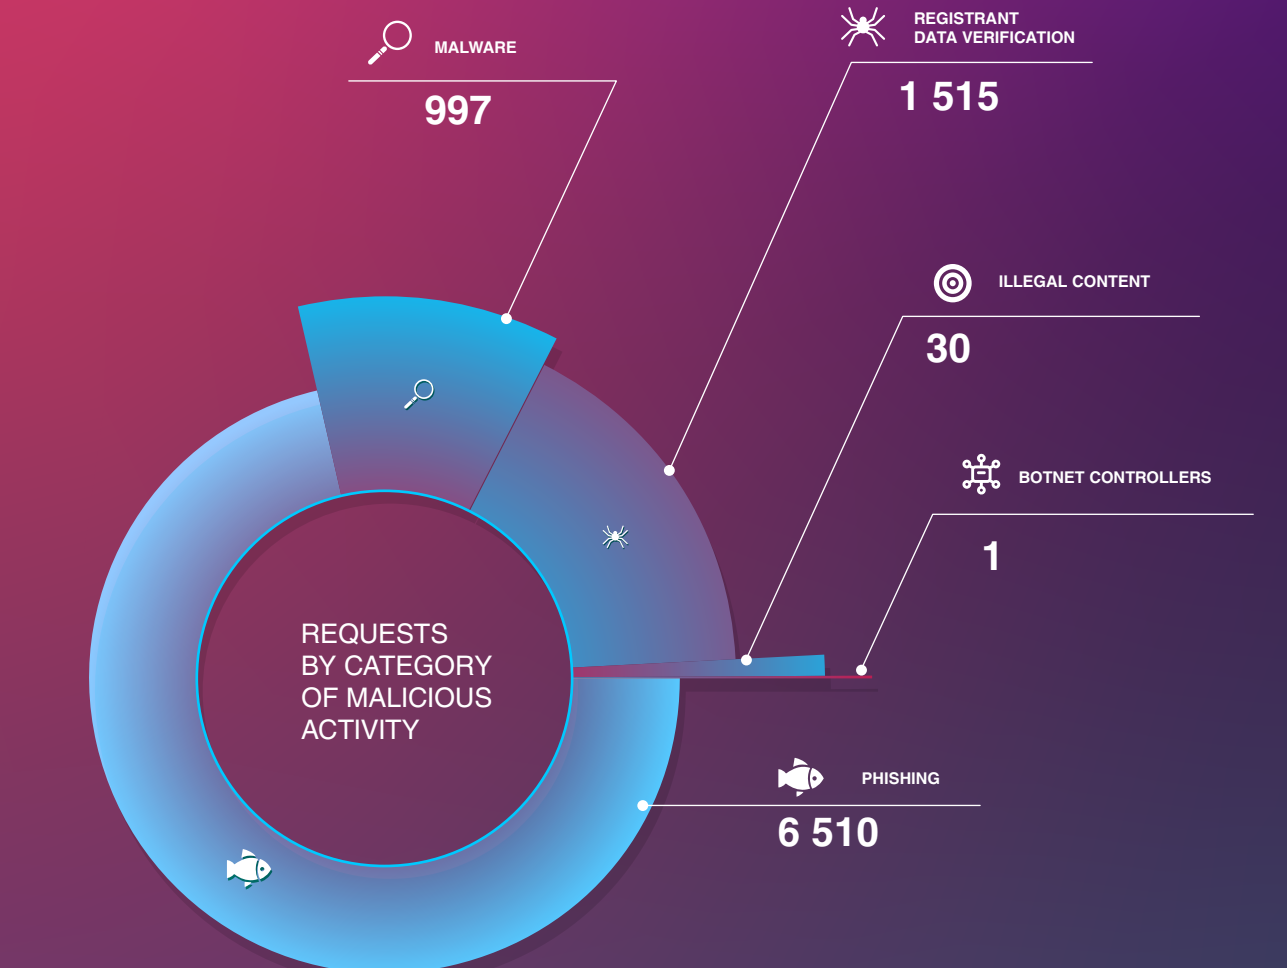 MALWARE
997
REGISTRANT
DATA VERIFICATION
1 515
ILLEGAL CONTENT
30
BOTNET CONTROLLERS
1
REQUESTS
BY CATEGORY
OF MALICIOUS
ACTIVITY
PHISHING
6 510